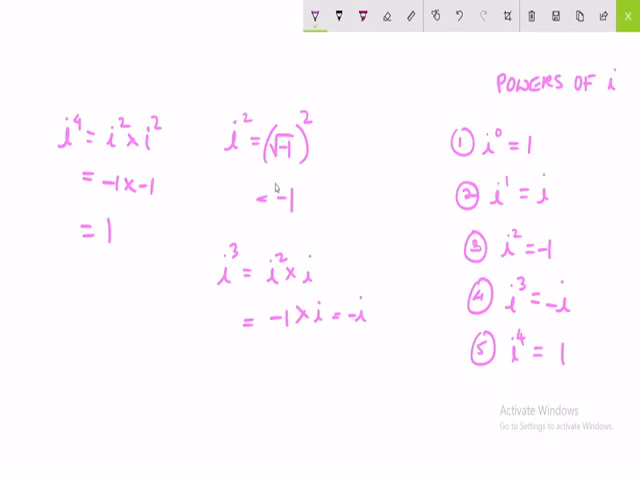 POWERS OF i
i⁴ = i² × i²
= -1 × -1
= 1
i² = (√-1)²
= -1
i³ = i² × i
= -1 × i = -i
① i⁰ = 1
② i¹ = i
③ i² = -1
④ i³ = -i
⑤ i⁴ = 1
Activate Windows
Go to Settings to activate Windows.